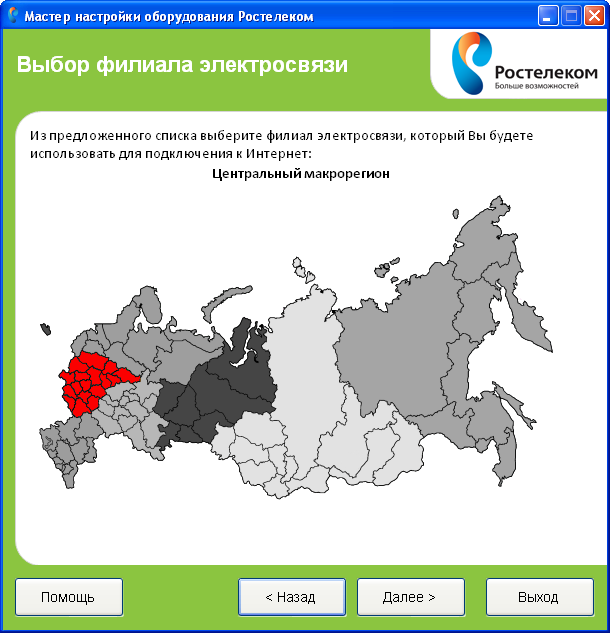 Мастер настройки оборудования Ростелеком
Выбор филиала электросвязи
Ростелеком
Больше возможностей
Из предложенного списка выберите филиал электросвязи, который Вы будете
использовать для подключения к Интернет:
Центральный макрорегион
Помощь
< Назад
Далее >
Выход